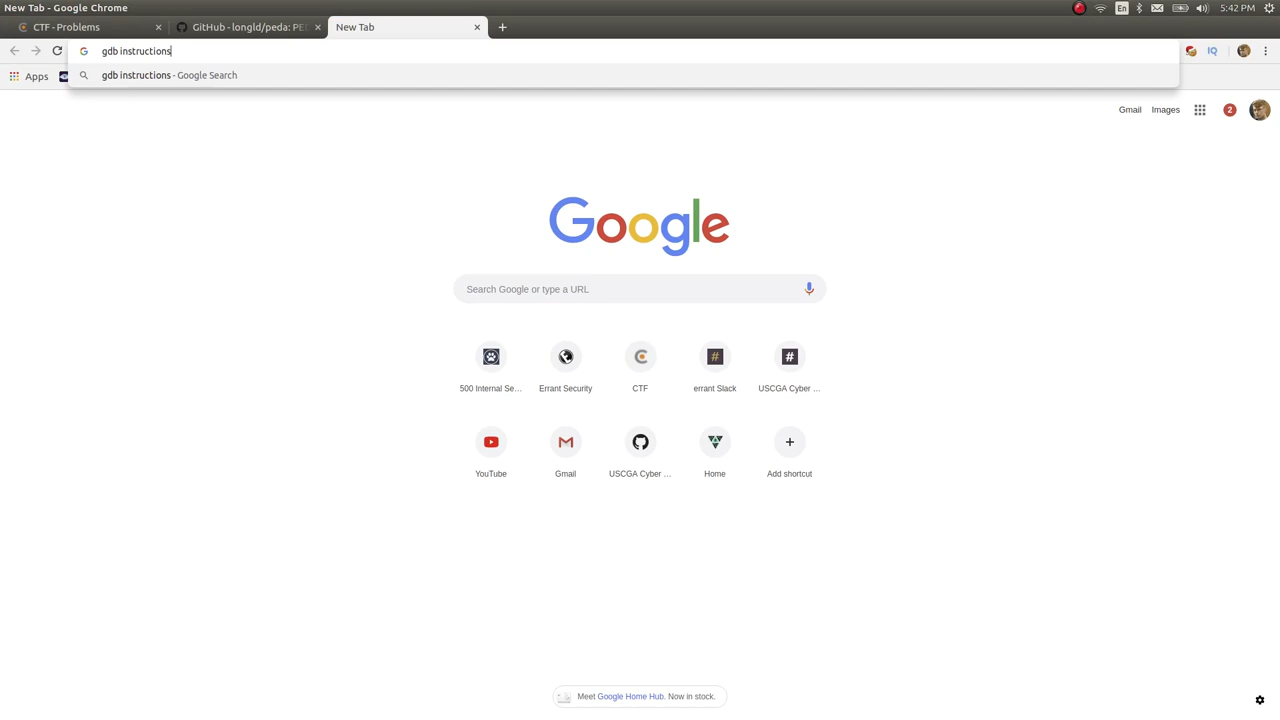 New Tab - Google Chrome
En
5:42 PM
CTF - Problems
GitHub - longld/peda: PE
New Tab
gdb instructions
IQ
gdb instructions - Google Search
Apps
Gmail
Images
2
Google
Search Google or type a URL
500 Internal Se...
Errant Security
CTF
errant Slack
USCGA Cyber ...
YouTube
Gmail
USCGA Cyber ...
Home
Add shortcut
Meet Google Home Hub. Now in stock.